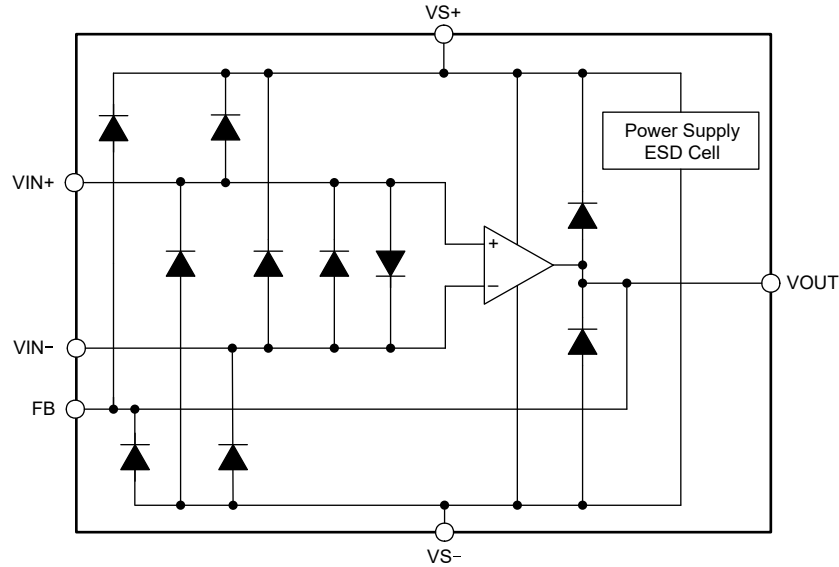 VS+
Power Supply
ESD Cell
VIN+
+
−
VOUT
VIN−
FB
VS−